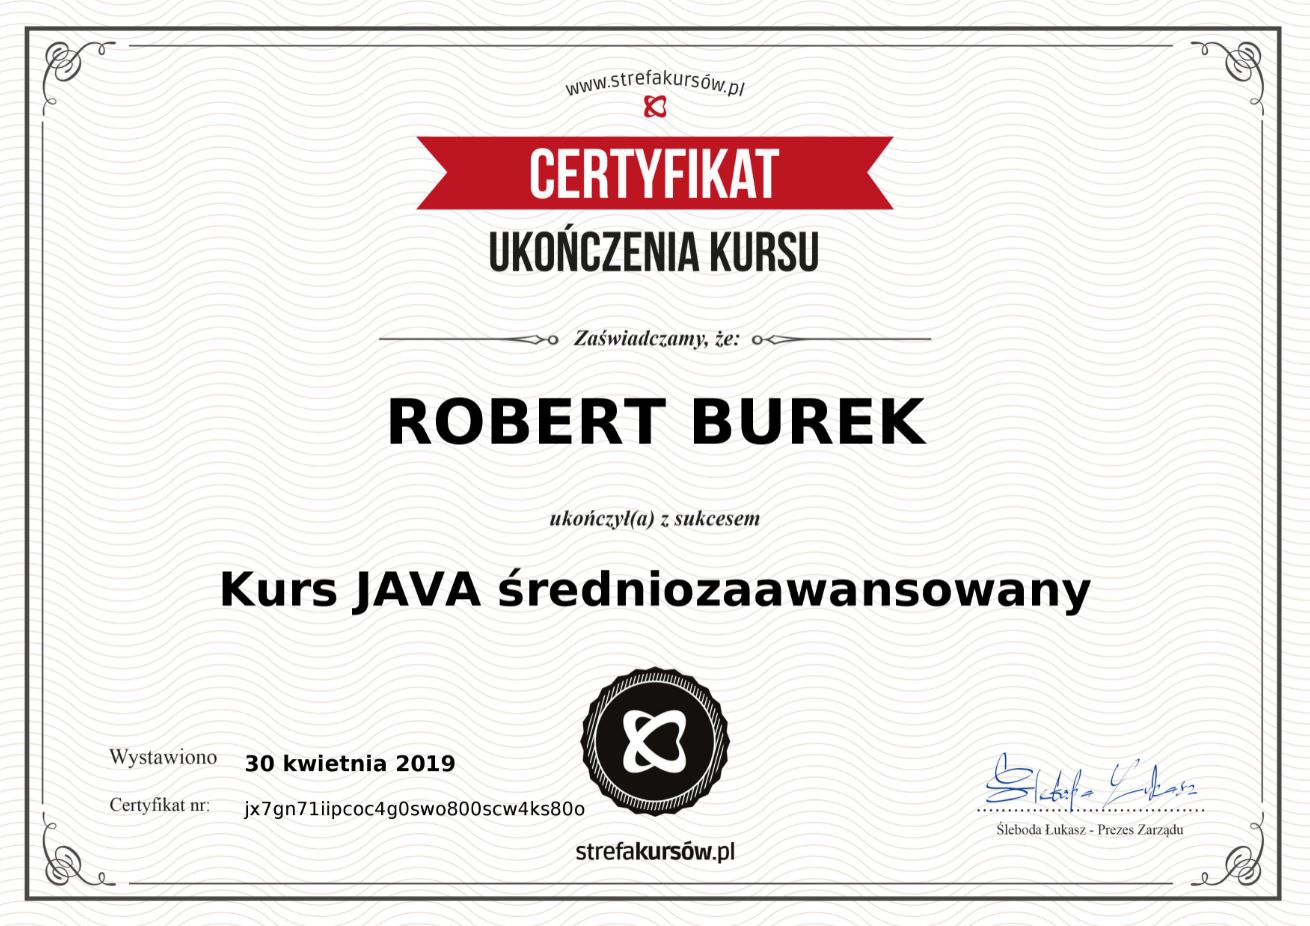 www.strefakursów.pl
CERTYFIKAT
UKOŃCZENIA KURSU
Zaświadczamy, że:
ROBERT BUREK
ukończył(a) z sukcesem
Kurs JAVA średniozaawansowany
Wystawiono 30 kwietnia 2019
Certyfikat nr: jx7gn71iipcoc4g0swo800scw4ks80o
Śleboda Łukasz
Śleboda Łukasz - Prezes Zarządu
strefakursów.pl